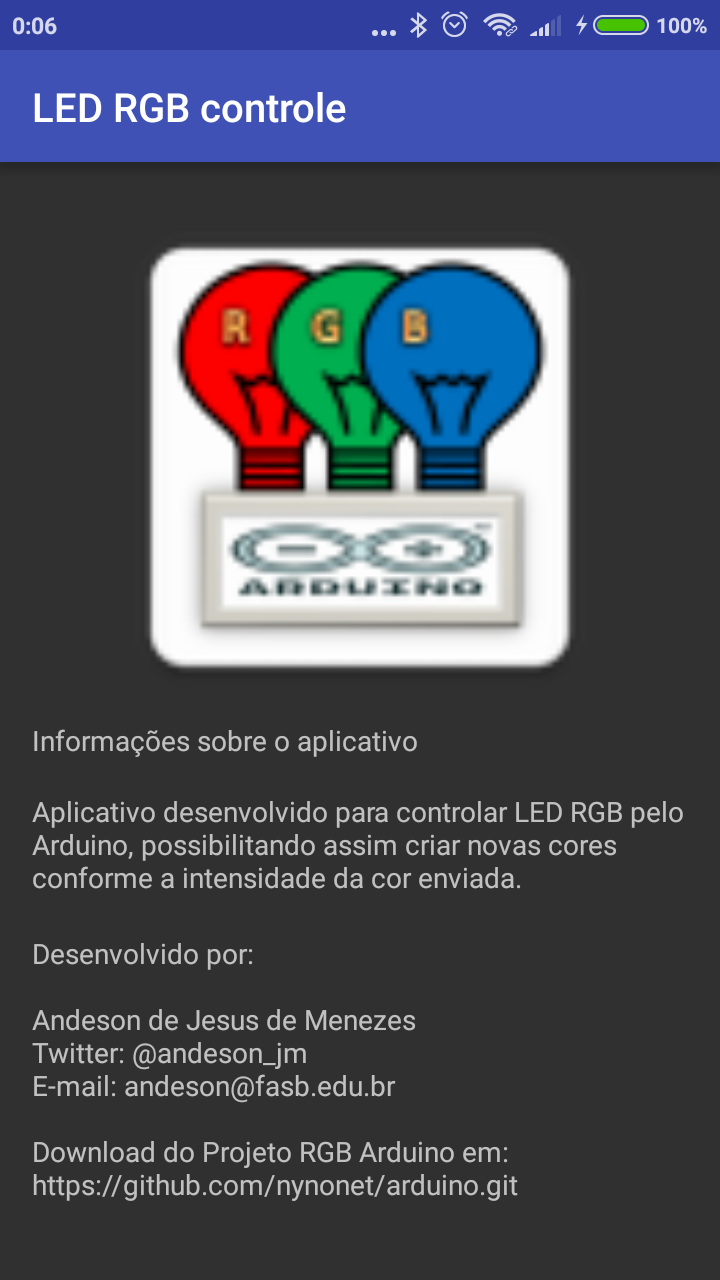 0:06
100%
LED RGB controle
R G B
ARDUINO
Informações sobre o aplicativo
Aplicativo desenvolvido para controlar LED RGB pelo
Arduino, possibilitando assim criar novas cores
conforme a intensidade da cor enviada.
Desenvolvido por:
Andeson de Jesus de Menezes
Twitter: @andeson_jm
E-mail: andeson@fasb.edu.br
Download do Projeto RGB Arduino em:
https://github.com/nynonet/arduino.git